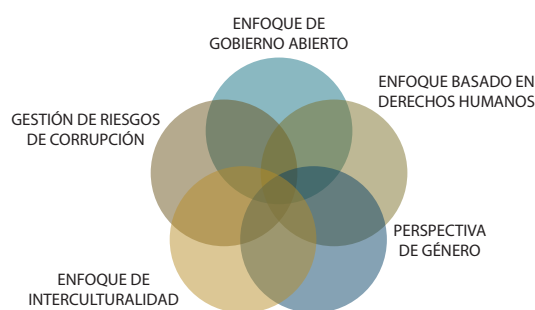 ENFOQUE DE
GOBIERNO ABIERTO
ENFOQUE BASADO EN
DERECHOS HUMANOS
GESTIÓN DE RIESGOS
DE CORRUPCIÓN
PERSPECTIVA
DE GÉNERO
ENFOQUE DE
INTERCULTURALIDAD